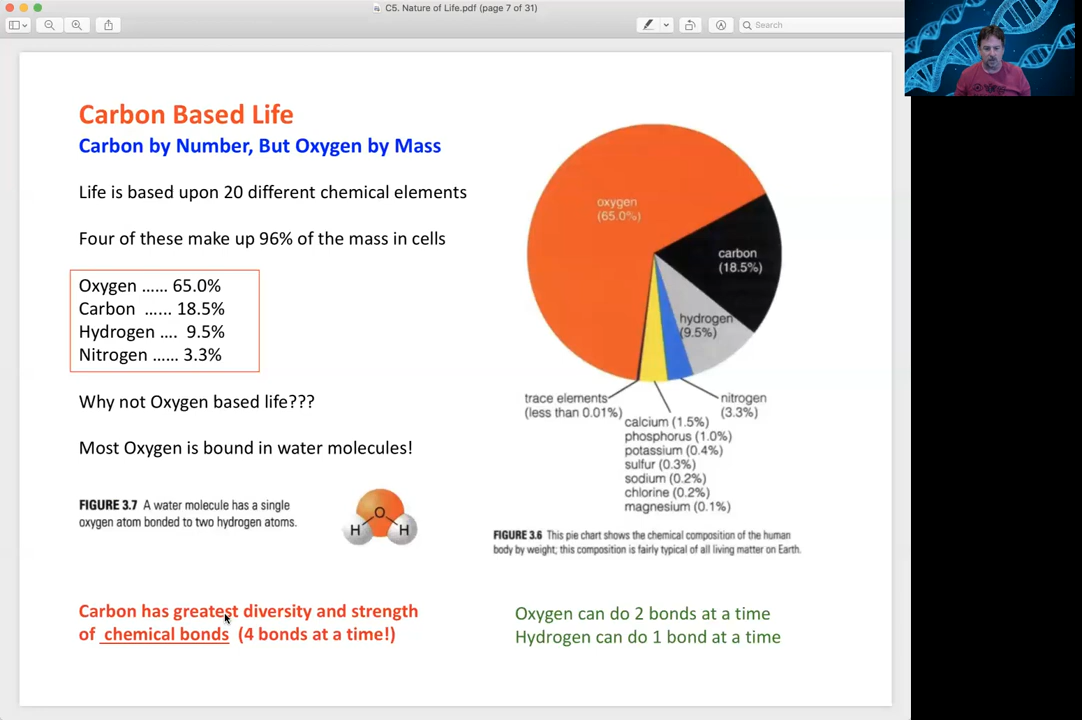 C5. Nature of Life.pdf (page 7 of 31)
Search
Carbon Based Life
Carbon by Number, But Oxygen by Mass
Life is based upon 20 different chemical elements
Four of these make up 96% of the mass in cells
Oxygen ...... 65.0%
Carbon ...... 18.5%
Hydrogen .... 9.5%
Nitrogen ...... 3.3%
Why not Oxygen based life???
Most Oxygen is bound in water molecules!
FIGURE 3.7 A water molecule has a single
oxygen atom bonded to two hydrogen atoms.
O
H H
Carbon has greatest diversity and strength
of chemical bonds (4 bonds at a time!)
oxygen
(65.0%)
carbon
(18.5%)
hydrogen
(9.5%)
trace elements
(less than 0.01%)
nitrogen
(3.3%)
calcium (1.5%)
phosphorus (1.0%)
potassium (0.4%)
sulfur (0.3%)
sodium (0.2%)
chlorine (0.2%)
magnesium (0.1%)
FIGURE 3.6 This pie chart shows the chemical composition of the human
body by weight; this composition is fairly typical of all living matter on Earth.
Oxygen can do 2 bonds at a time
Hydrogen can do 1 bond at a time